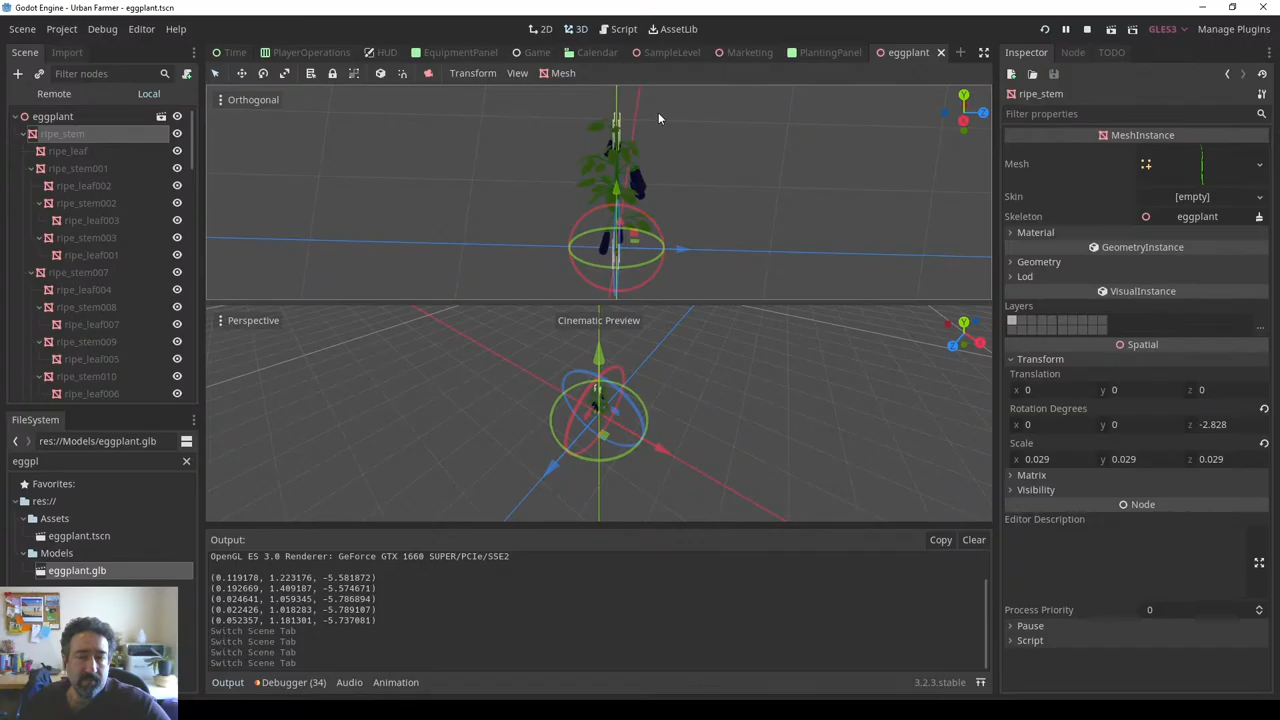 Godot Engine - Urban Farmer - eggplant.tscn
Scene Project Debug Editor Help
2D 3D Script AssetLib
GLES3 Manage Plugins
Scene Import
Filter nodes
Remote Local
eggplant
ripe_stem
ripe_leaf
ripe_stem001
ripe_leaf002
ripe_stem002
ripe_leaf003
ripe_stem003
ripe_leaf001
ripe_stem007
ripe_leaf004
ripe_stem008
ripe_leaf007
ripe_stem009
ripe_leaf005
ripe_stem010
ripe_leaf006
FileSystem
res://Models/eggplant.glb
eggpl
Favorites:
res://
Assets
eggplant.tscn
Models
eggplant.glb
Time PlayerOperations HUD EquipmentPanel Game Calendar SampleLevel Marketing PlantingPanel eggplant
Transform View Mesh
Orthogonal
Y
Z
X
Perspective
Cinematic Preview
Y
X
Z
Output:
Copy Clear
OpenGL ES 3.0 Renderer: GeForce GTX 1660 SUPER/PCIe/SSE2
(0.119178, 1.223176, -5.581872)
(0.192669, 1.409187, -5.574671)
(0.024641, 1.059345, -5.786894)
(0.022426, 1.018283, -5.789107)
(0.052357, 1.181301, -5.737081)
Switch Scene Tab
Switch Scene Tab
Switch Scene Tab
Switch Scene Tab
Output Debugger (34) Audio Animation
3.2.3.stable
Inspector Node TODO
ripe_stem
Filter properties
MeshInstance
Mesh
Skin [empty]
Skeleton eggplant
Material
GeometryInstance
Geometry
Lod
VisualInstance
Layers
...
Spatial
Transform
Translation
x 0 y 0 z 0
Rotation Degrees
x 0 y 0 z -2.828
Scale
x 0.029 y 0.029 z 0.029
Matrix
Visibility
Node
Editor Description
Process Priority 0
Pause
Script